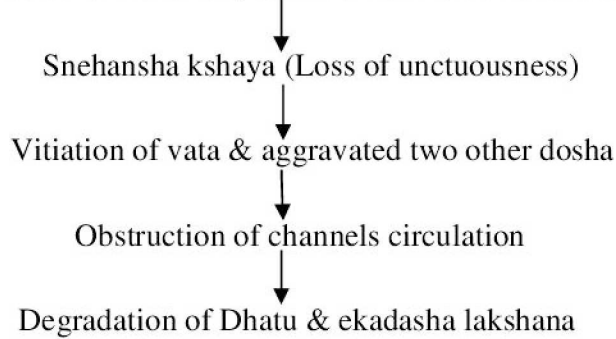 Snehansha kshaya (Loss of unctuousness)
Vitiation of vata & aggravated two other dosha
Obstruction of channels circulation
Degradation of Dhatu & ekadasha lakshana